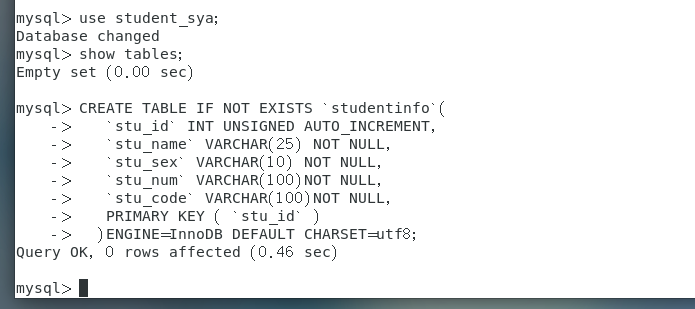 mysql> use student_sya;
Database changed
mysql> show tables;
Empty set (0.00 sec)
mysql> CREATE TABLE IF NOT EXISTS `studentinfo`(
    ->    `stu_id` INT UNSIGNED AUTO_INCREMENT,
    ->    `stu_name` VARCHAR(25) NOT NULL,
    ->    `stu_sex` VARCHAR(10) NOT NULL,
    ->    `stu_num` VARCHAR(100)NOT NULL,
    ->    `stu_code` VARCHAR(100)NOT NULL,
    ->    PRIMARY KEY ( `stu_id` )
    ->   )ENGINE=InnoDB DEFAULT CHARSET=utf8;
Query OK, 0 rows affected (0.46 sec)
mysql>